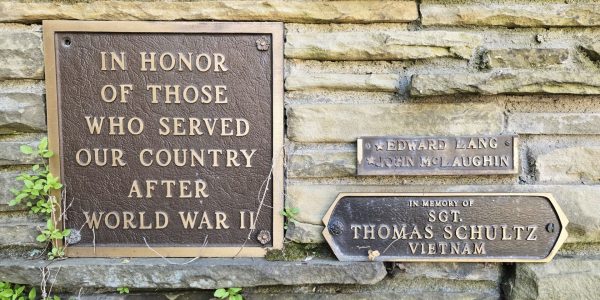 IN HONOR
OF THOSE
WHO SERVED
OUR COUNTRY
AFTER
WORLD WAR II
★ EDWARD LANG
★ JOHN McLAUGHIN
IN MEMORY OF
SGT.
THOMAS SCHULTZ
VIETNAM